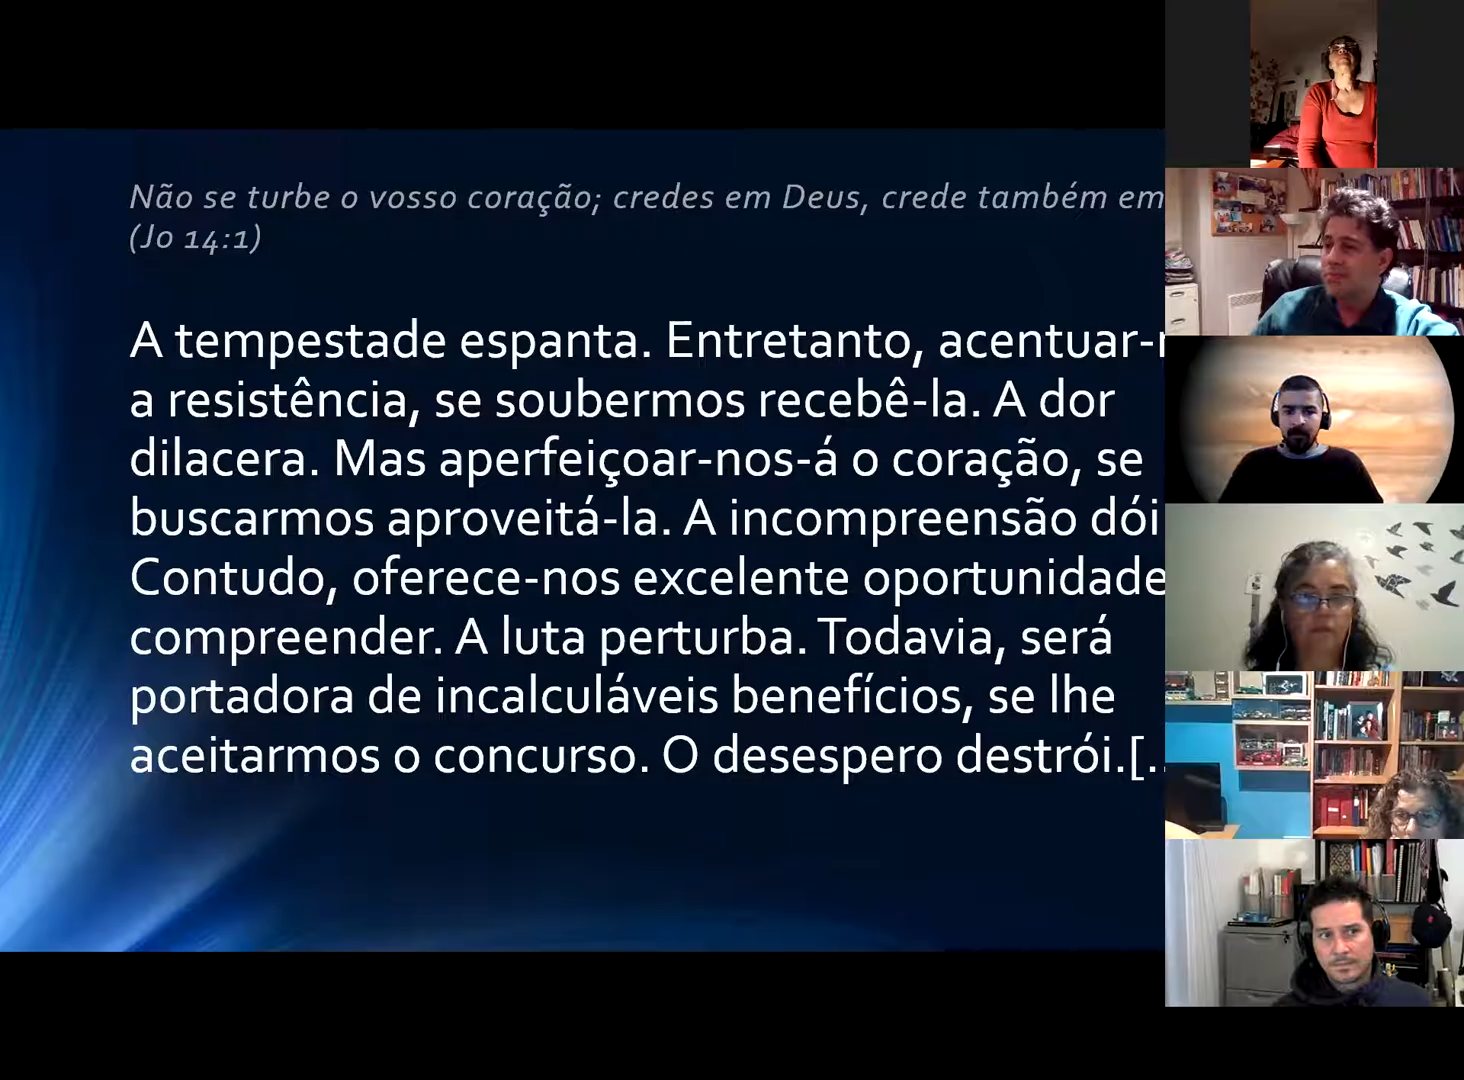 Não se turbe o vosso coração; credes em Deus, crede também em
(Jo 14:1)
A tempestade espanta. Entretanto, acentuar-
a resistência, se soubermos recebê-la. A dor
dilacera. Mas aperfeiçoar-nos-á o coração, se
buscarmos aproveitá-la. A incompreensão dói
Contudo, oferece-nos excelente oportunidade
compreender. A luta perturba. Todavia, será
portadora de incalculáveis benefícios, se lhe
aceitarmos o concurso. O desespero destrói.[..